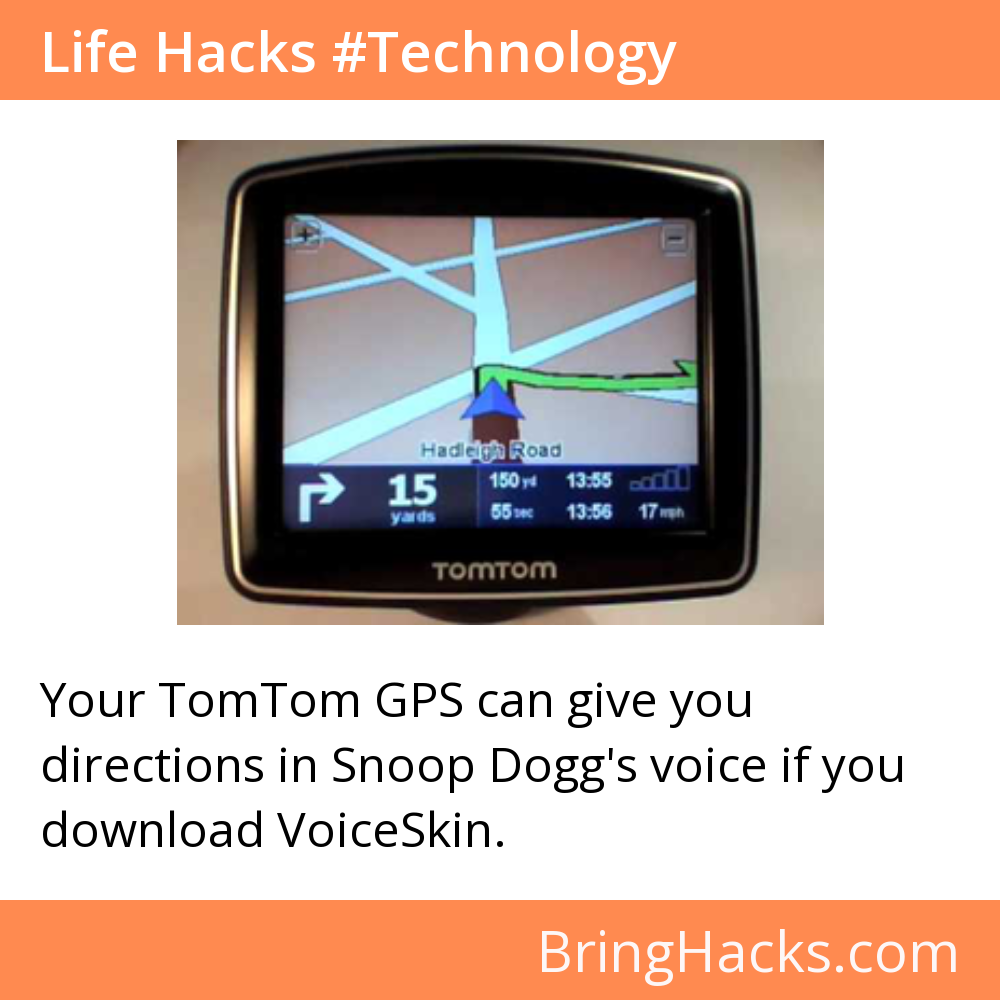 Life Hacks #Technology
+
−
Hadleigh Road
15
yards
150 yd 13:55
55 sec 13:56 17 mph
TOMTOM
Your TomTom GPS can give you
directions in Snoop Dogg's voice if you
download VoiceSkin.
BringHacks.com